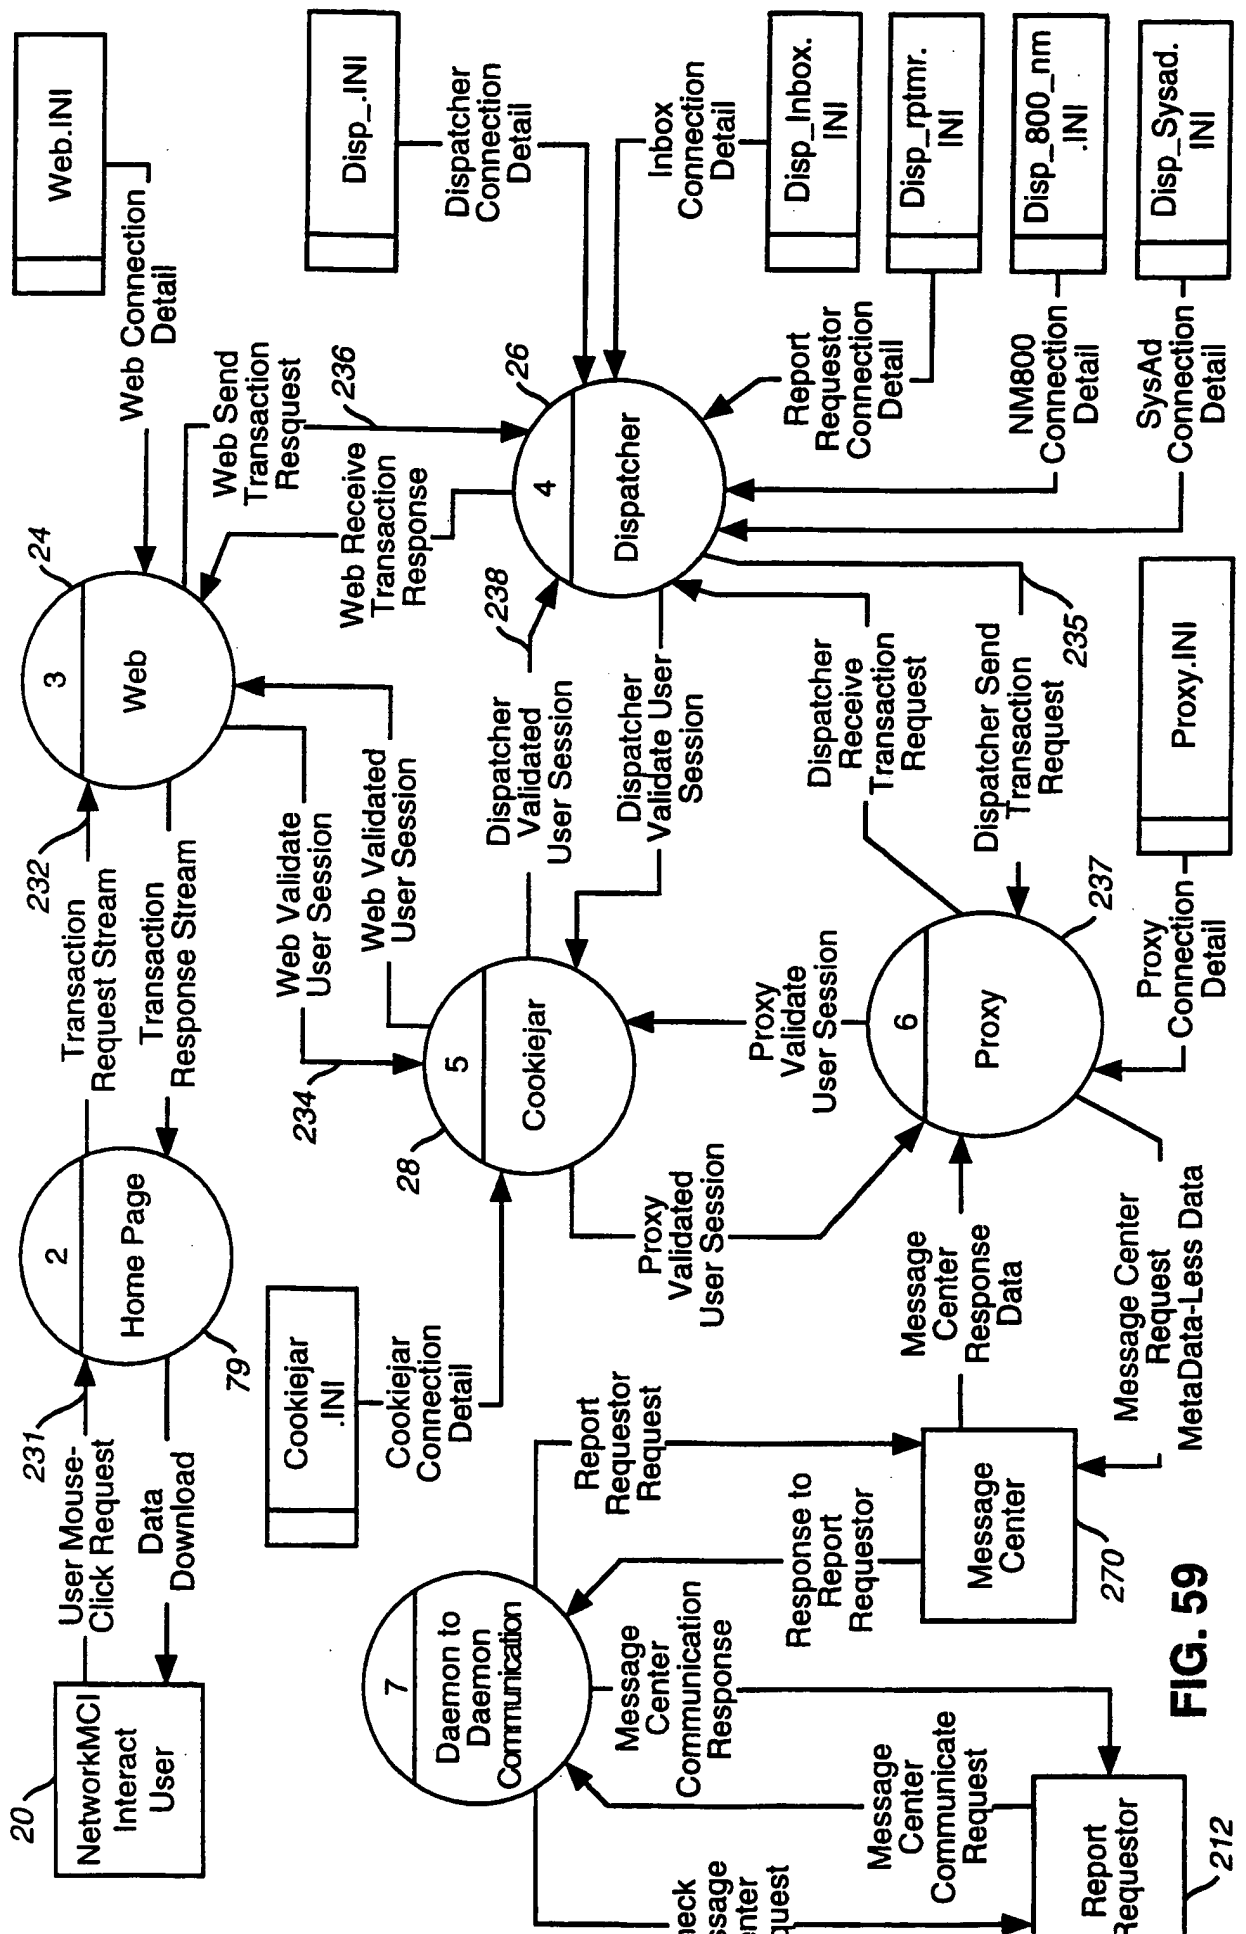 20
NetworkMCI
Interact
User
User Mouse-
Click Request
231
Data
Download
2
Home Page
79
Transaction
Request Stream
232
Transaction
Response Stream
3
Web
24
Web Connection
Detail
Web.INI
Web Validate
User Session
234
Web Validated
User Session
Web Send
Transaction
Resquest
236
Web Receive
Transaction
Response
Disp_.INI
Dispatcher
Connection
Detail
Cookiejar
.INI
Cookiejar
Connection
Detail
28
5
Cookiejar
Dispatcher
Validated
User Session
238
Dispatcher
Validate User
Session
26
4
Dispatcher
Inbox
Connection
Detail
Disp_Inbox.
INI
Report
Requestor
Connection
Detail
Disp_rptmr.
INI
NM800
Connection
Detail
Disp_800_nm
.INI
SysAd
Connection
Detail
Disp_Sysad.
INI
Proxy
Validated
User Session
Proxy
Validate
User Session
Dispatcher
Receive
Transaction
Request
Dispatcher Send
Transaction
Request
235
6
Proxy
237
Proxy
Connection
Detail
Proxy.INI
7
Daemon to
Daemon
Communication
Report
Requestor
Request
Response to
Report
Requestor
Message
Center
Response
Data
Message Center
Request
MetaData-Less Data
Message
Center
270
Message
Center
Communication
Response
Message
Center
Communicate
Request
Report
Requestor
212
FIG. 59